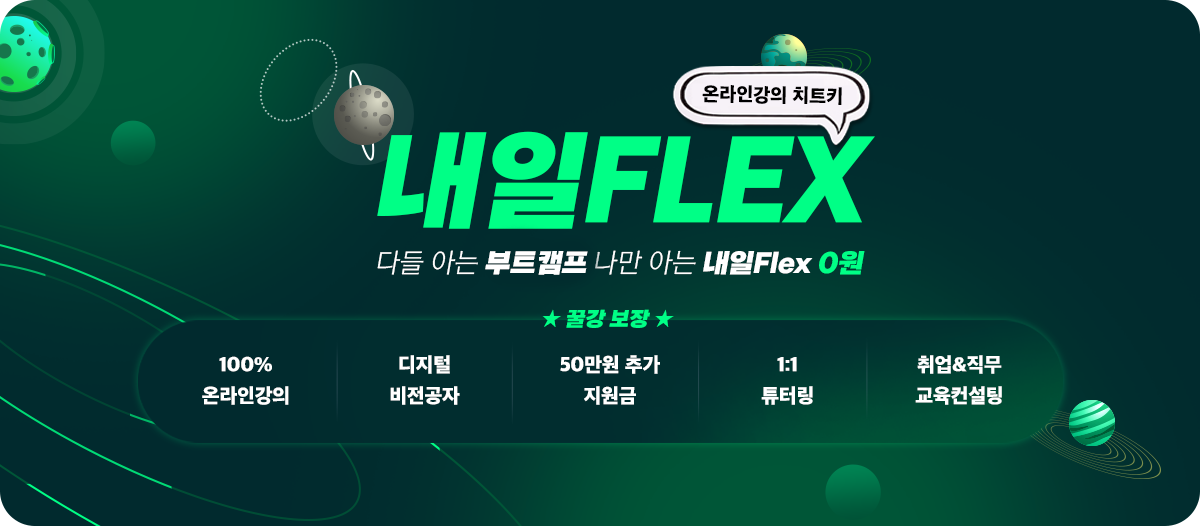 온라인강의 치트키
내일FLEX
다들 아는 부트캠프 나만 아는 내일Flex 0원
★ 꿀강 보장 ★
100%
온라인강의
디지털
비전공자
50만원 추가
지원금
1:1
튜터링
취업&직무
교육컨설팅